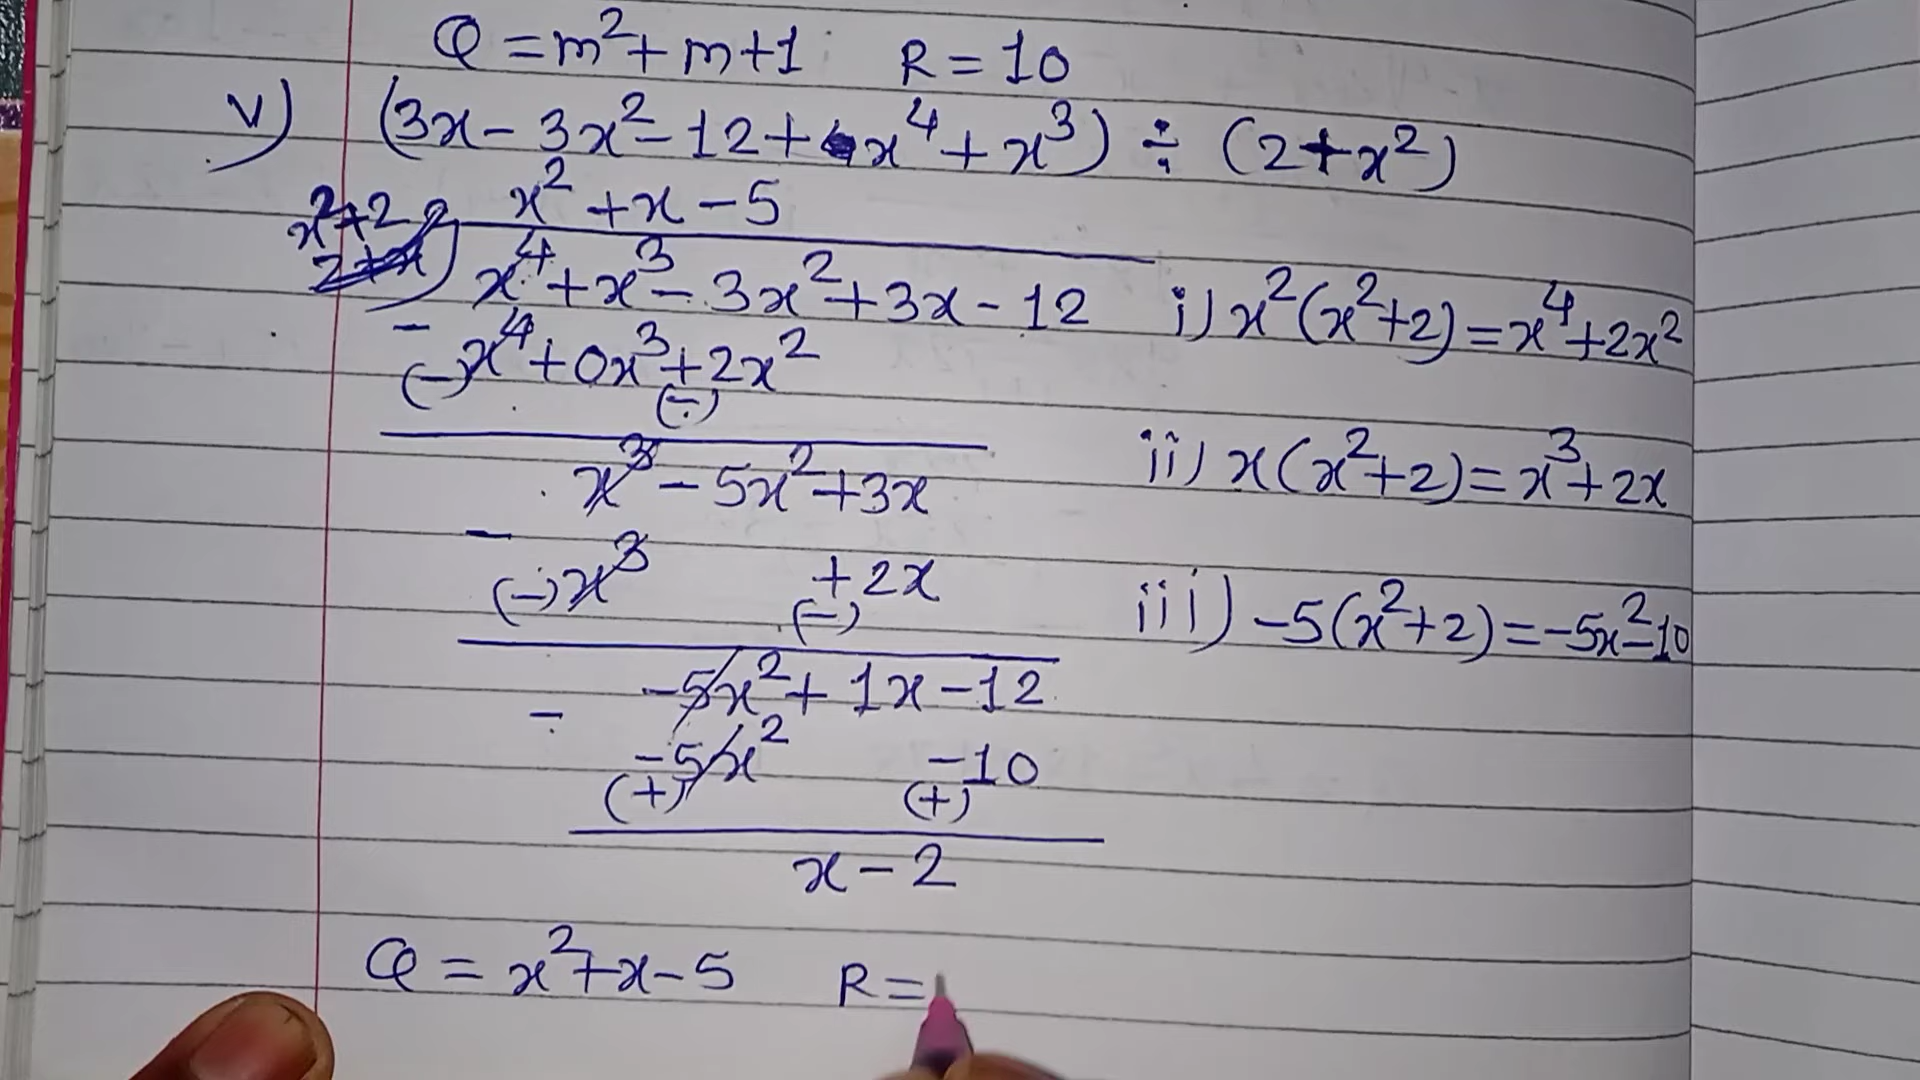 Q = m² + m + 1 ; R = 10
v) (3x - 3x² - 12 + x⁴ + x³) ÷ (2 + x²)
x² + x - 5
x² + 2
x⁴ + x³ - 3x² + 3x - 12 i) x²(x² + 2) = x⁴ + 2x²
- x⁴ + 0x³ + 2x²
(-) (-)
x³ - 5x² + 3x ii) x(x² + 2) = x³ + 2x
- x³ + 2x iii) -5(x² + 2) = -5x² - 10
(-) (-)
-5x² + 1x - 12
- -5x² - 10
(+) (+)
x - 2
Q = x² + x - 5 R =